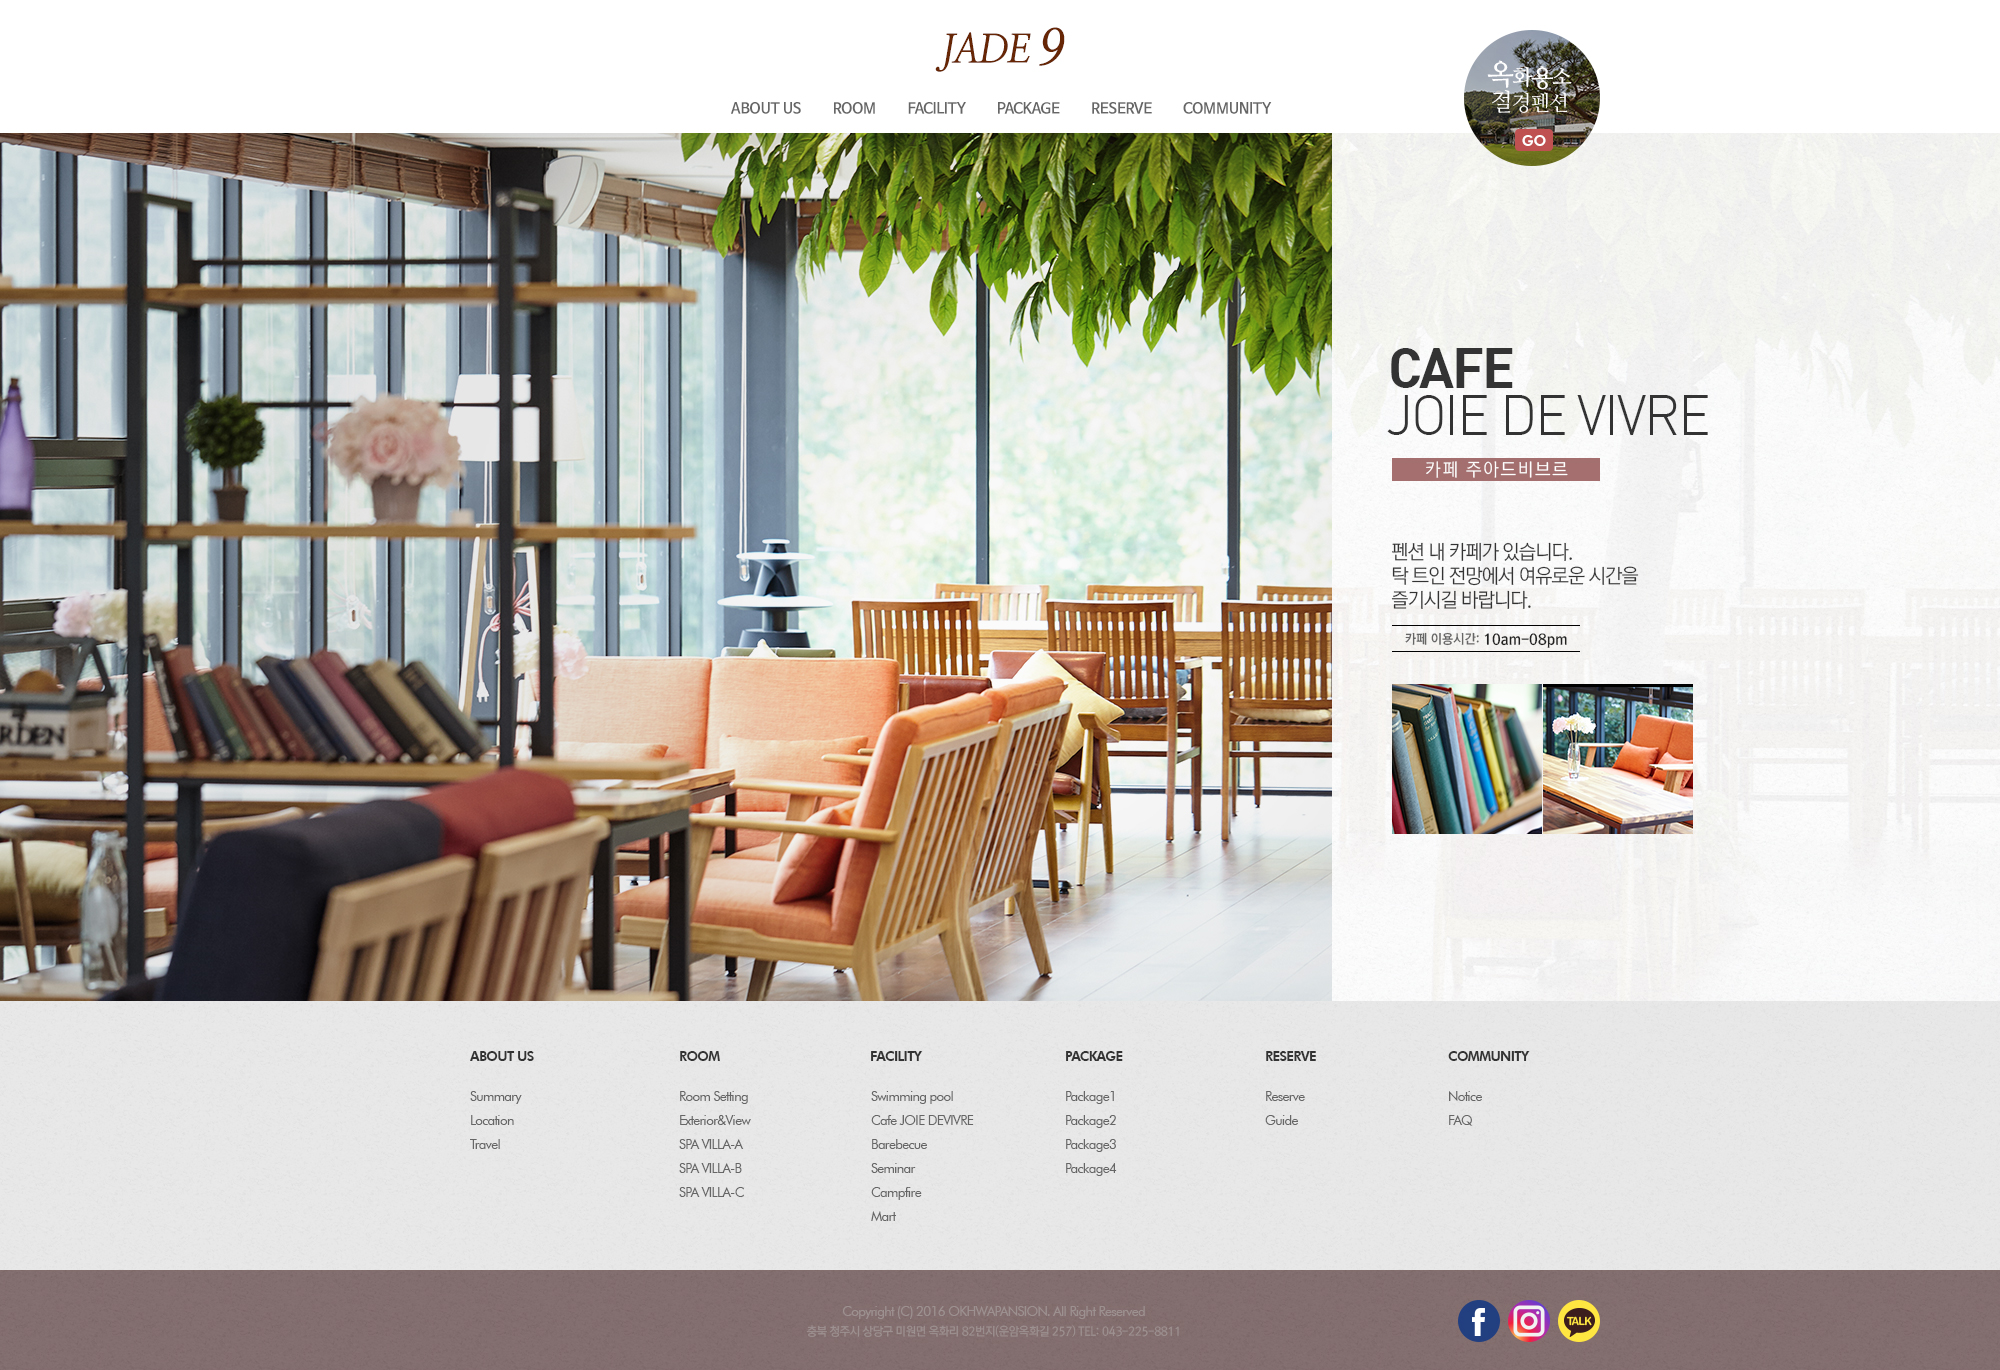 JADE 9
옥화용소
절경펜션
GO
ABOUT US ROOM FACILITY PACKAGE RESERVE COMMUNITY
CAFE
JOIE DE VIVRE
카페 주아드비브르
펜션 내 카페가 있습니다.
탁 트인 전망에서 여유로운 시간을
즐기시길 바랍니다.
카페 이용시간: 10am-08pm
RDEN
ABOUT US
Summary
Location
Travel
ROOM
Room Setting
Exterior&View
SPA VILLA-A
SPA VILLA-B
SPA VILLA-C
FACILITY
Swimming pool
Cafe JOIE DEVIVRE
Barebecue
Seminar
Campfire
Mart
PACKAGE
Package1
Package2
Package3
Package4
RESERVE
Reserve
Guide
COMMUNITY
Notice
FAQ
Copyright (C) 2016 OKHWAPANSION. All Right Reserved
충북 청주시 상당구 미원면 옥화리 82번지(운암옥화길 257) TEL: 043-225-8811
f
TALK